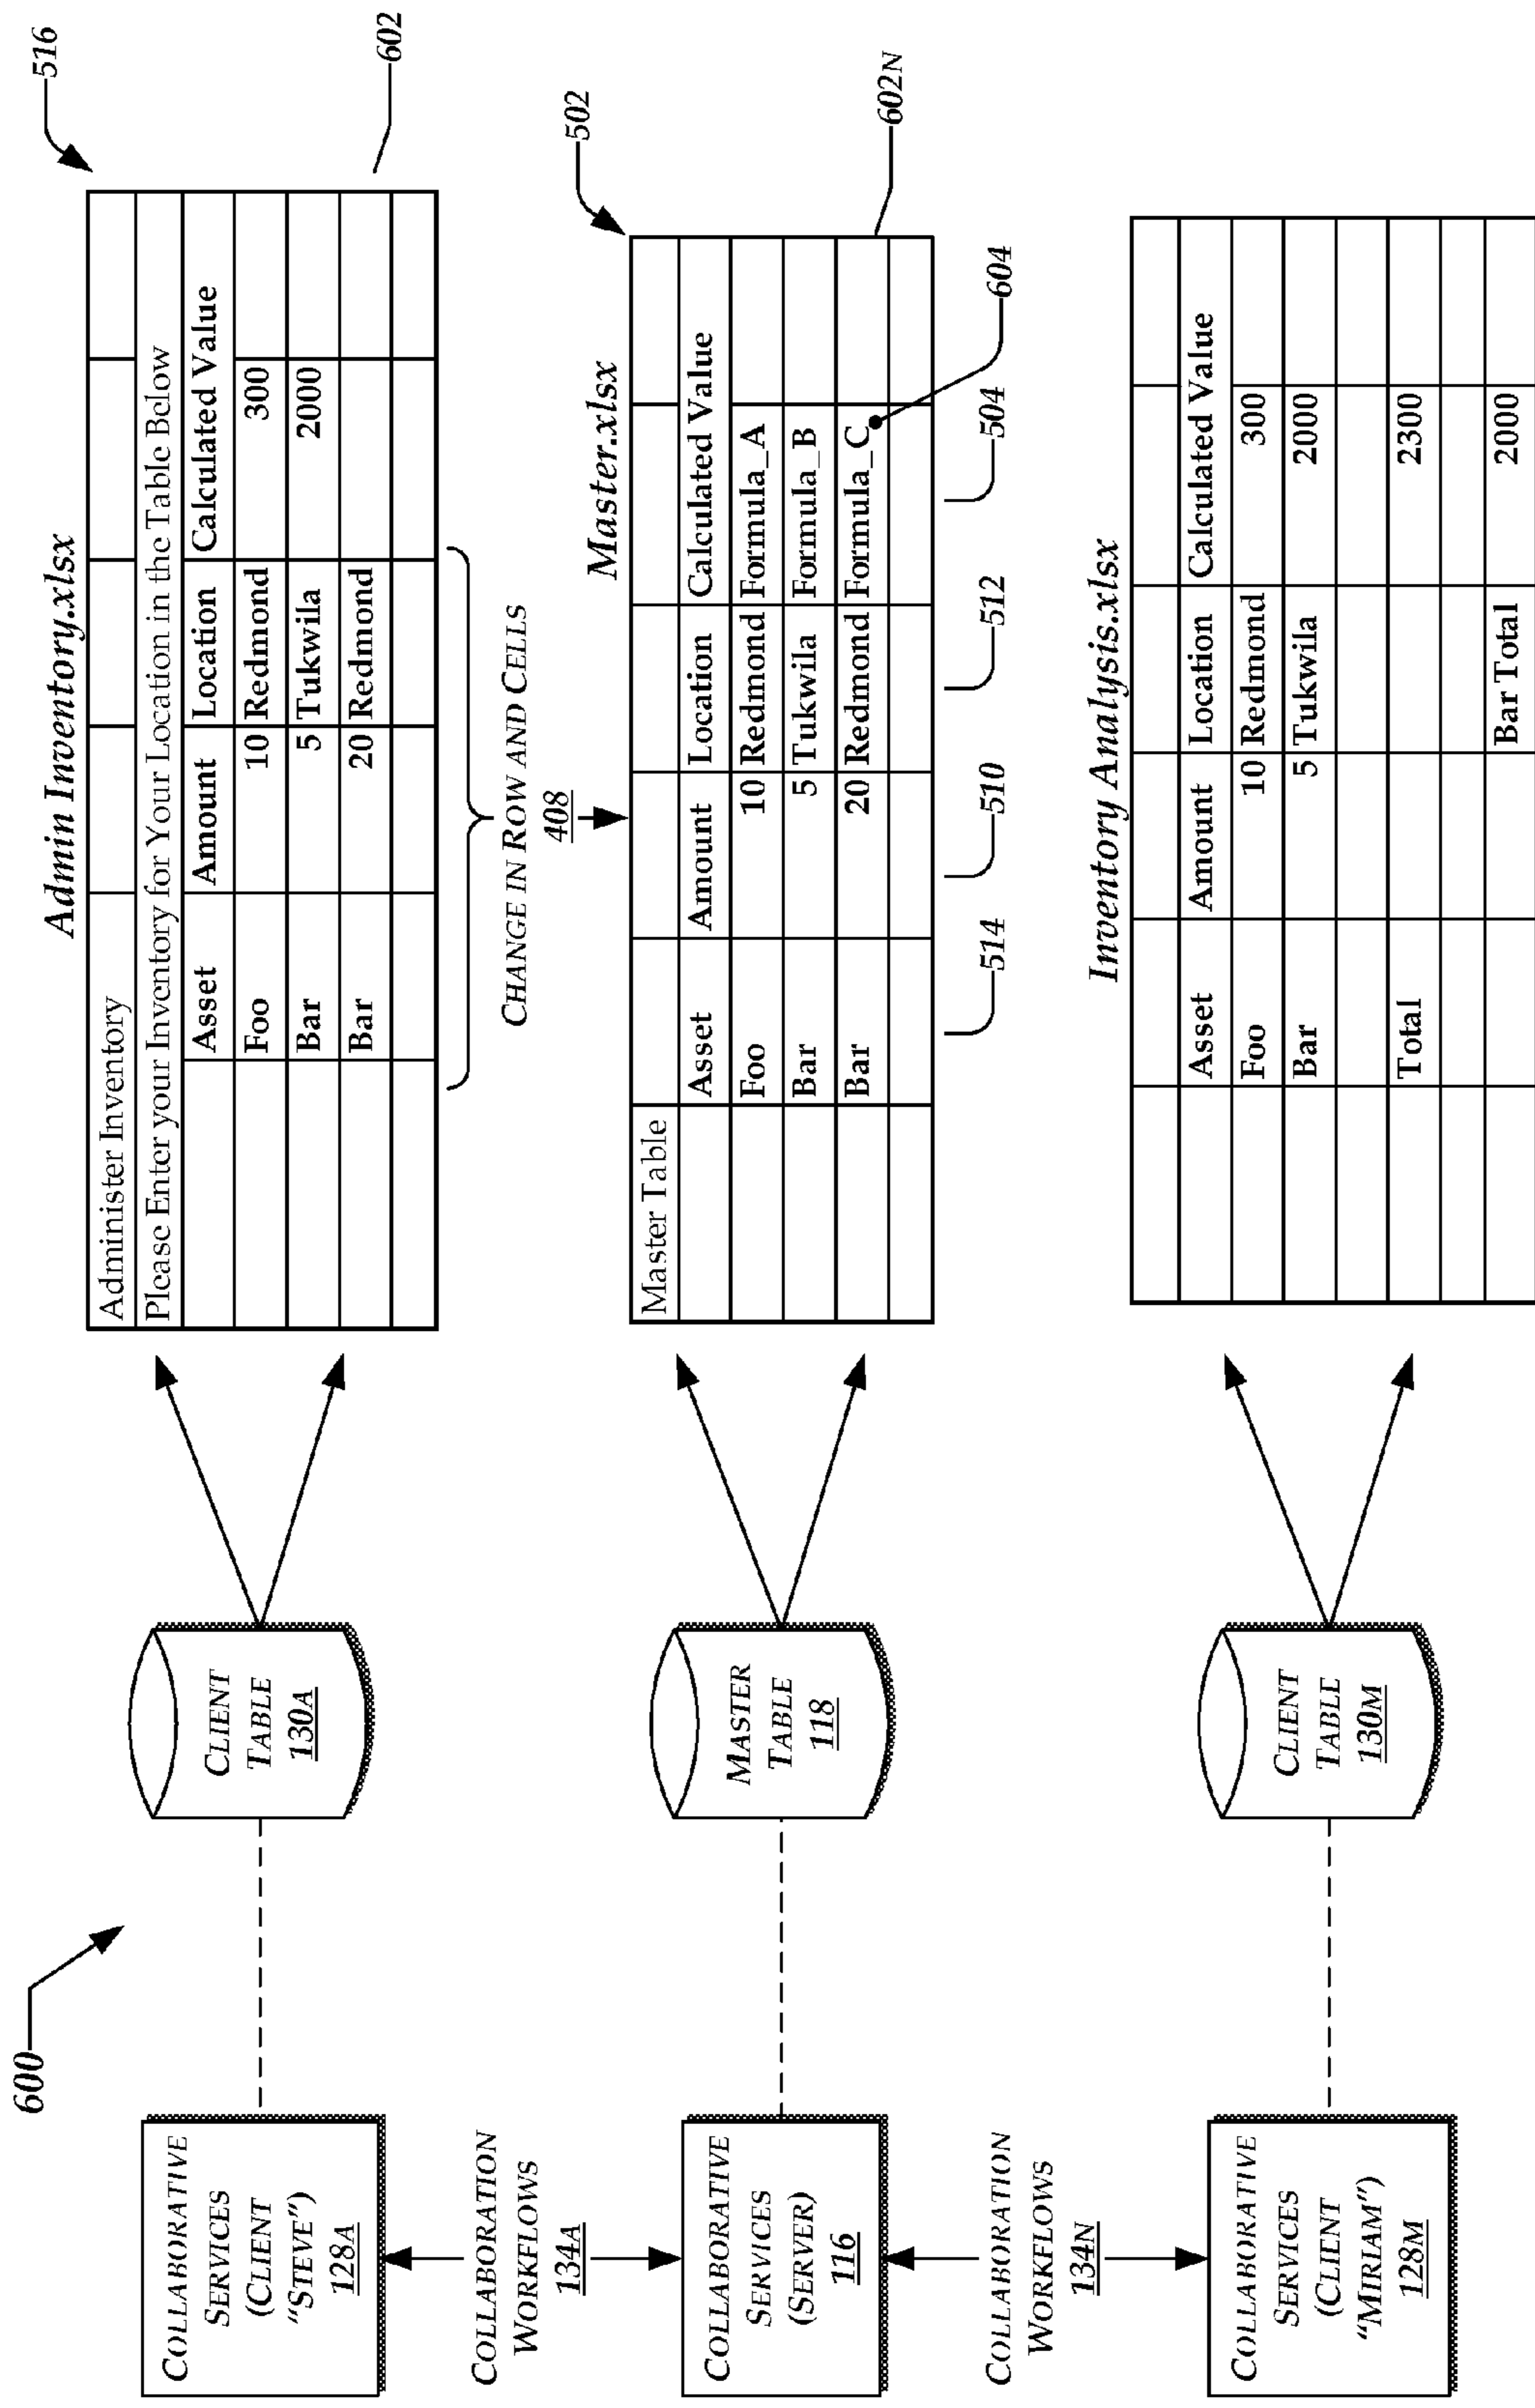 600
COLLABORATIVE
SERVICES
(CLIENT
"STEVE")
128A
CLIENT
TABLE
130A
Admin Inventory.xlsx
516
Administer Inventory
Please Enter your Inventory for Your Location in the Table Below
Asset Amount Location Calculated Value
Foo 10 Redmond 300
Bar 5 Tukwila 2000
Bar 20 Redmond
602
COLLABORATION
WORKFLOWS
134A
CHANGE IN ROW AND CELLS
408
COLLABORATIVE
SERVICES
(SERVER)
116
MASTER
TABLE
118
Master.xlsx
502
Master Table
Asset Amount Location Calculated Value
Foo 10 Redmond Formula_A
Bar 5 Tukwila Formula_B
Bar 20 Redmond Formula_C
602N
604
514 510 512 504
COLLABORATION
WORKFLOWS
134N
COLLABORATIVE
SERVICES
(CLIENT
"MIRIAM")
128M
CLIENT
TABLE
130M
Inventory Analysis.xlsx
Asset Amount Location Calculated Value
Foo 10 Redmond 300
Bar 5 Tukwila 2000
Total 2300
Bar Total 2000